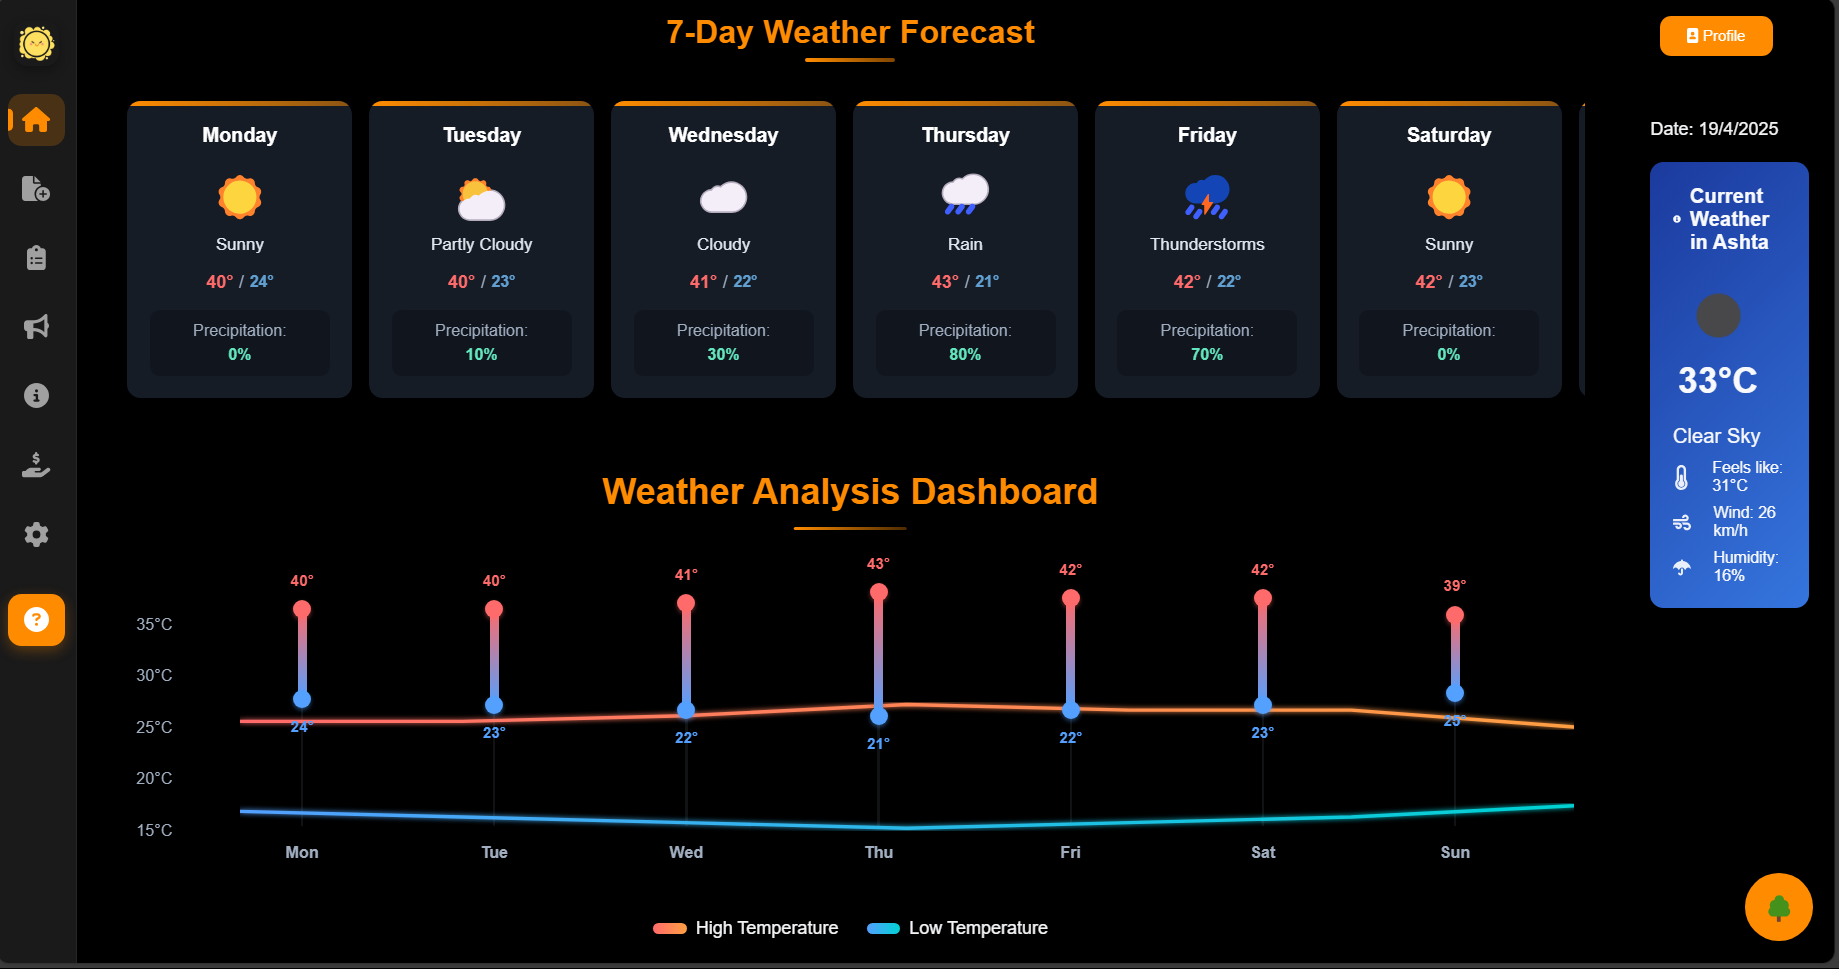 7-Day Weather Forecast
Profile
Date: 19/4/2025
Monday
Sunny
40° / 24°
Precipitation:
0%
Tuesday
Partly Cloudy
40° / 23°
Precipitation:
10%
Wednesday
Cloudy
41° / 22°
Precipitation:
30%
Thursday
Rain
43° / 21°
Precipitation:
80%
Friday
Thunderstorms
42° / 22°
Precipitation:
70%
Saturday
Sunny
42° / 23°
Precipitation:
0%
Current
Weather
in Ashta
33°C
Clear Sky
Feels like:
31°C
Wind: 26
km/h
Humidity:
16%
Weather Analysis Dashboard
40° 40° 41° 43° 42° 42° 39°
35°C
30°C
25°C
20°C
15°C
24° 23° 22° 21° 22° 23° 25°
Mon Tue Wed Thu Fri Sat Sun
High Temperature Low Temperature